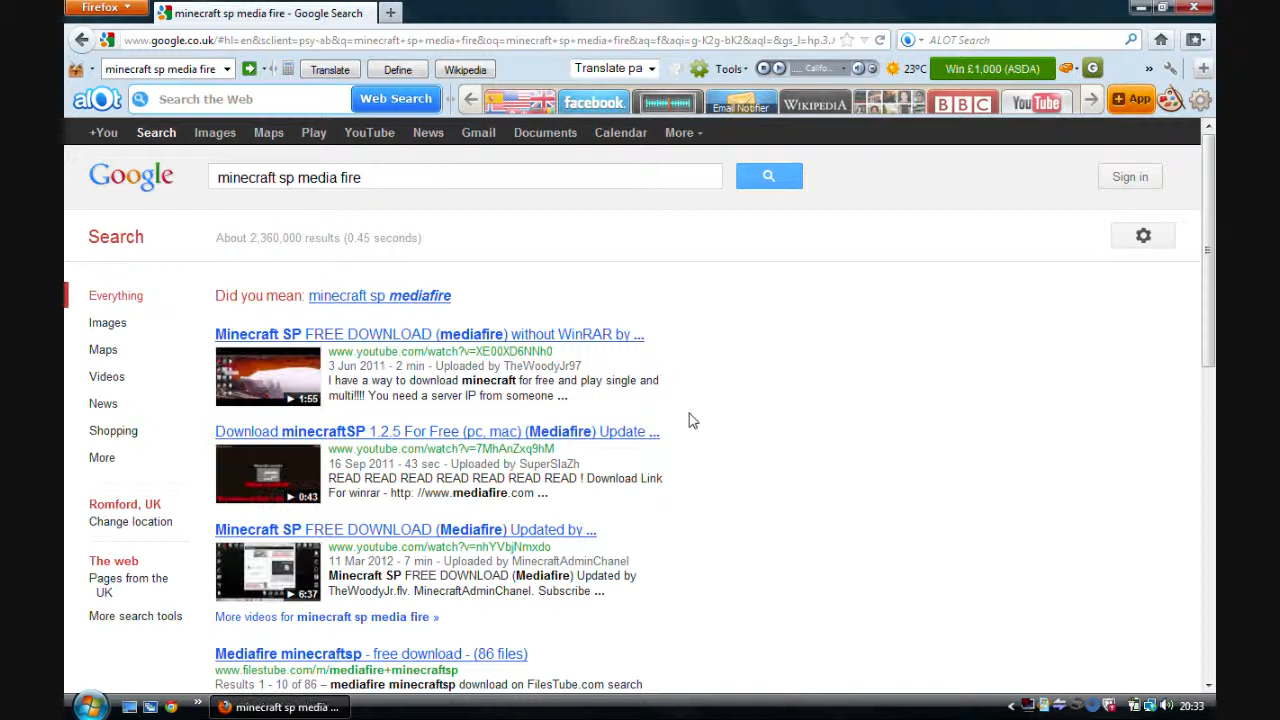 Firefox
minecraft sp media fire - Google Search
www.google.co.uk/#hl=en&sclient=psy-ab&q=minecraft+sp+media+fire&oq=minecraft+sp+media+fire&aq=f&aqi=g-K2g-bK2&aql=&gs_l=hp.3.
ALOT Search
minecraft sp media fire
Translate
Define
Wikipedia
Translate pa
Tools
..... Califo...
23°C
Win £1,000 (ASDA)
G
alot
Search the Web
Web Search
facebook.
Email Notifier
WIKIPEDIA
BBC
YouTube
App
+You Search Images Maps Play YouTube News Gmail Documents Calendar More
Google
minecraft sp media fire
Sign in
Search
About 2,360,000 results (0.45 seconds)
Everything
Images
Maps
Videos
News
Shopping
More
Romford, UK
Change location
The web
Pages from the
UK
More search tools
Did you mean: minecraft sp mediafire
Minecraft SP FREE DOWNLOAD (mediafire) without WinRAR by ...
www.youtube.com/watch?v=XE00XD6NNh0
3 Jun 2011 - 2 min - Uploaded by TheWoodyJr97
I have a way to download minecraft for free and play single and
multi!!!! You need a server IP from someone ...
1:55
Download minecraftSP 1.2.5 For Free (pc, mac) (Mediafire) Update ...
www.youtube.com/watch?v=7MhAnZxq9hM
16 Sep 2011 - 43 sec - Uploaded by SuperSlaZh
READ READ READ READ READ READ READ ! Download Link
For winrar - http: //www.mediafire.com ...
0:43
Minecraft SP FREE DOWNLOAD (Mediafire) Updated by ...
www.youtube.com/watch?v=nhYVbjNmxdo
11 Mar 2012 - 7 min - Uploaded by MinecraftAdminChanel
Minecraft SP FREE DOWNLOAD (Mediafire) Updated by
TheWoodyJr.flv. MinecraftAdminChanel. Subscribe ...
6:37
More videos for minecraft sp media fire »
Mediafire minecraftsp - free download - (86 files)
www.filestube.com/m/mediafire+minecraftsp
Results 1 - 10 of 86 – mediafire minecraftsp download on FilesTube.com search
minecraft sp media ...
20:33